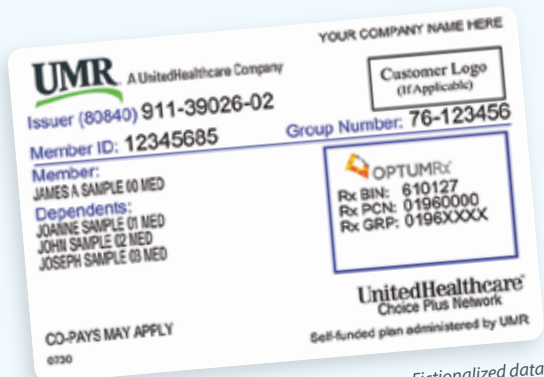 YOUR COMPANY NAME HERE
UMR A UnitedHealthcare Company
Customer Logo
(If Applicable)
Issuer (80840) 911-39026-02
Member ID: 12345685
Group Number: 76-123456
Member:
JAMES A SAMPLE 00 MED
Dependents:
JOANNE SAMPLE 01 MED
JOHN SAMPLE 02 MED
JOSEPH SAMPLE 03 MED
OPTUMRx
Rx BIN: 610127
Rx PCN: 01960000
Rx GRP: 0196XXXX
UnitedHealthcare
Choice Plus Network
CO-PAYS MAY APPLY
Self-funded plan administered by UMR
0730
Fictionalized data